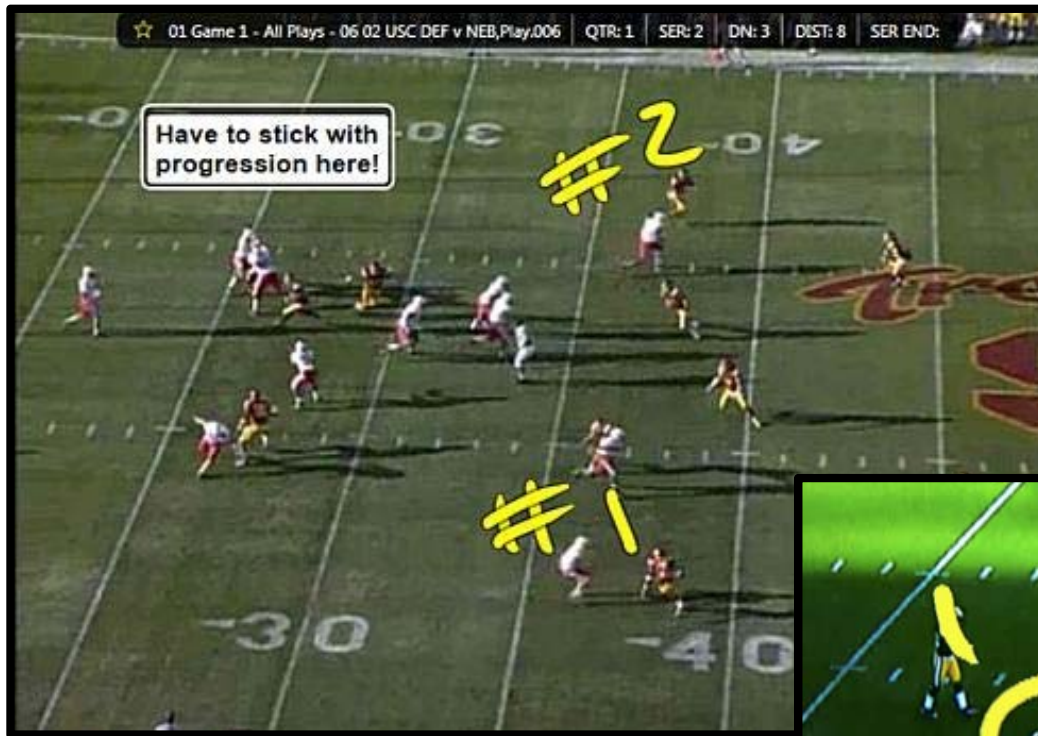 01 Game 1 - All Plays - 06 02 USC DEF v NEB,Play.006 QTR: 1 SER: 2 DN: 3 DIST: 8 SER END:
Have to stick with
progression here!
#2
30
40
#1
-30
-40